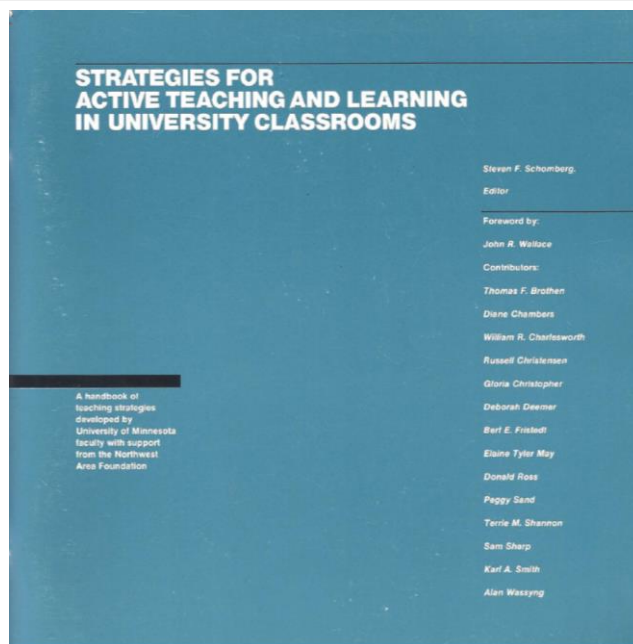 STRATEGIES FOR
ACTIVE TEACHING AND LEARNING
IN UNIVERSITY CLASSROOMS
Steven F. Schomberg,
Editor
Foreword by:
John R. Wallace
Contributors:
Thomas F. Brothen
Diane Chambers
William R. Charlesworth
Russell Christensen
Gloria Christopher
Deborah Deemer
Bert E. Fristedt
Elaine Tyler May
Donald Ross
Peggy Sand
Terrie M. Shannon
Sam Sharp
Karl A. Smith
Alan Wassyng
A handbook of
teaching strategies
developed by
University of Minnesota
faculty with support
from the Northwest
Area Foundation